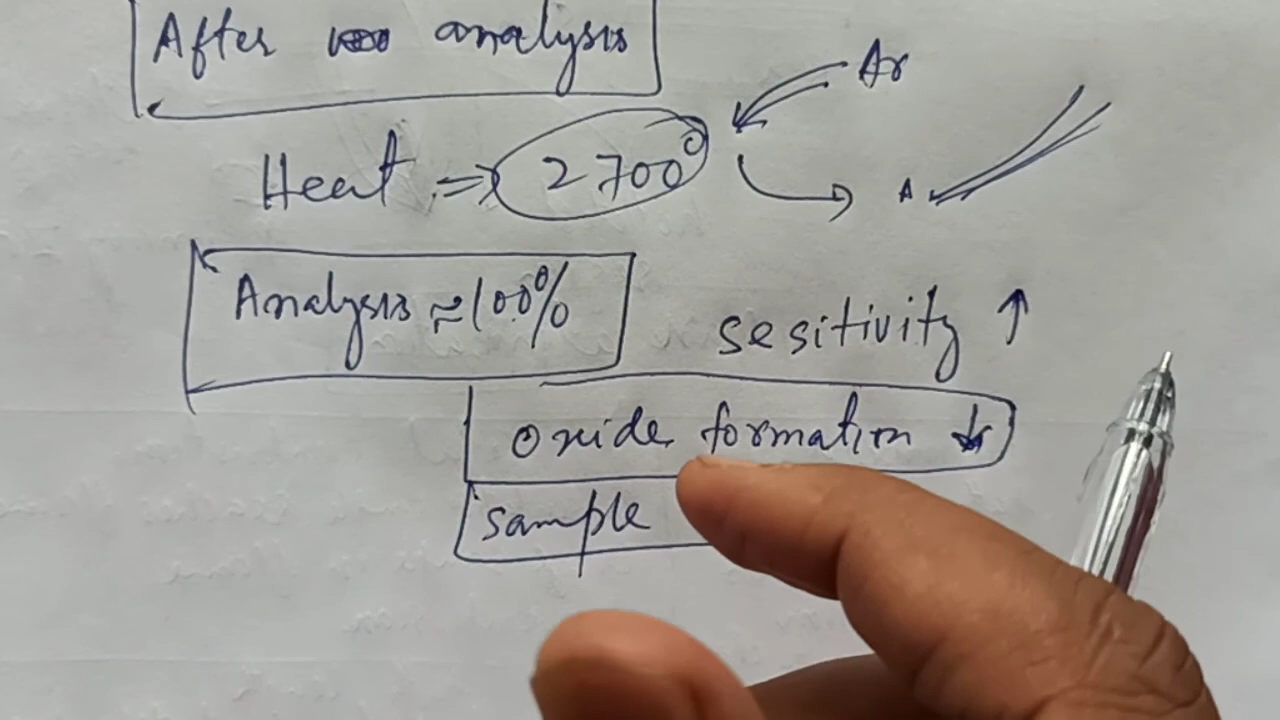 After analysis
Ar
Heat ⇒ 2700°
A
Analysis ≈ 100%
sesitivity ↑
oxide formation ↓
sample